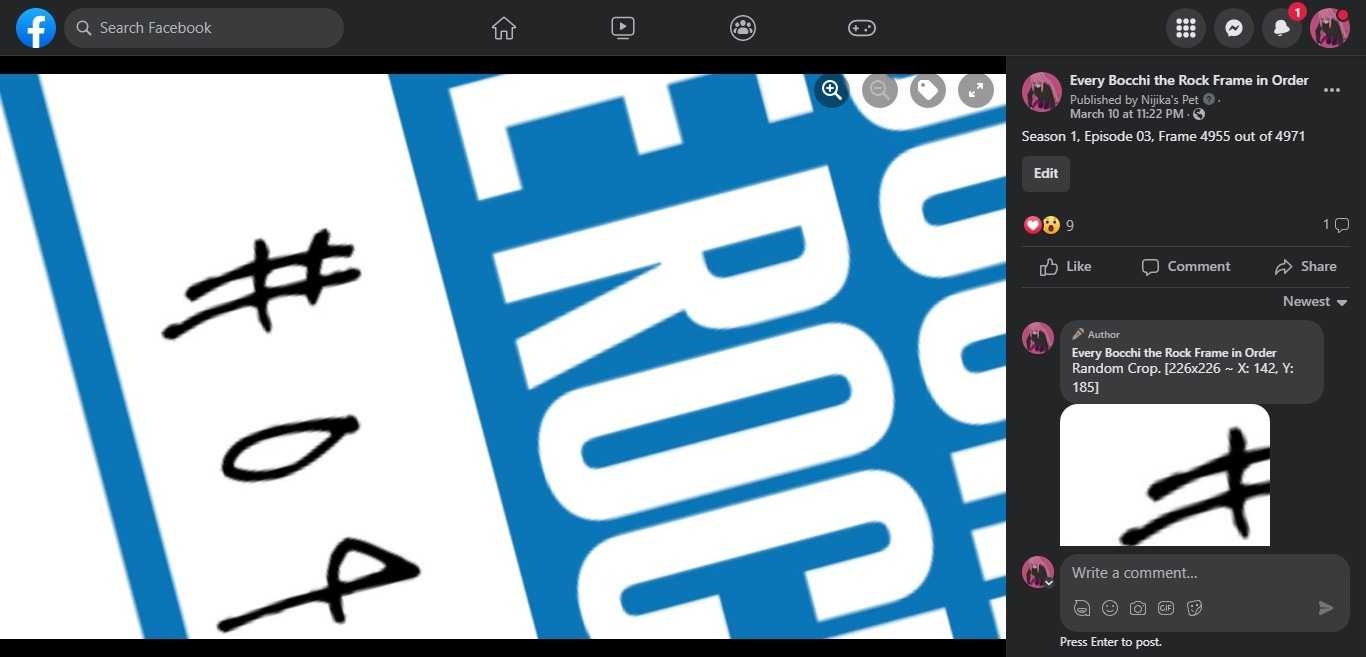 Search Facebook
1
E ROC
#04
Every Bocchi the Rock Frame in Order
Published by Nijika's Pet
March 10 at 11:22 PM
Season 1, Episode 03, Frame 4955 out of 4971
Edit
9
1
Like
Comment
Share
Newest
Author
Every Bocchi the Rock Frame in Order
Random Crop. [226x226 ~ X: 142, Y:
185]
Write a comment...
GIF
Press Enter to post.